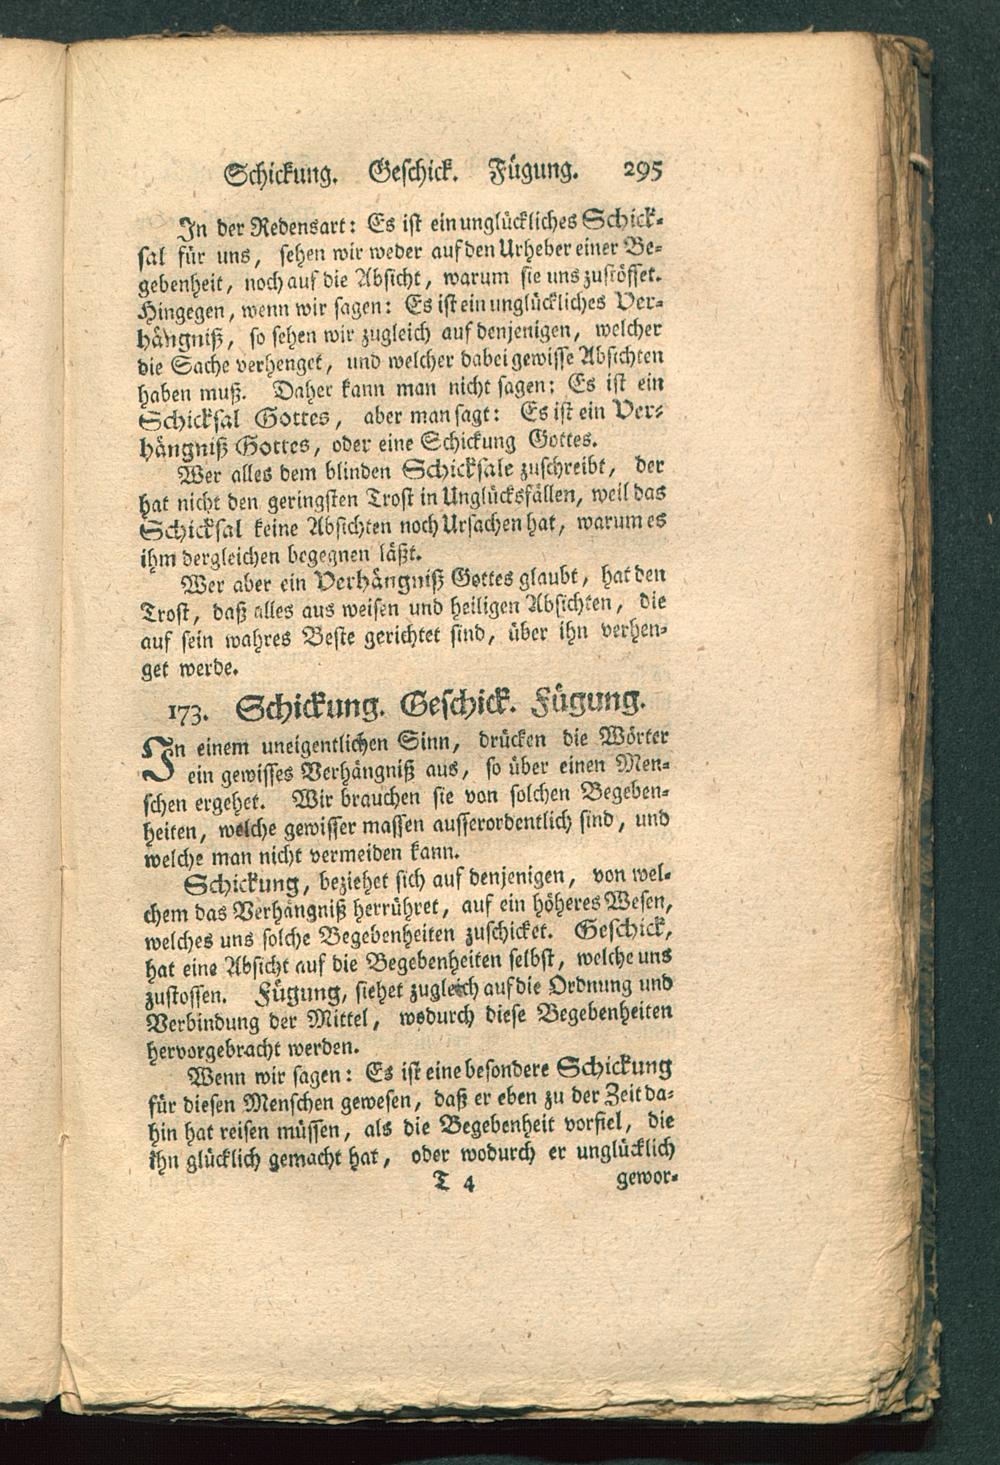 Schickung. Geschick. Fügung. 295
In der Redensart: Es ist ein unglückliches Schick-
sal für uns, sehen wir weder auf den Urheber einer Be-
gebenheit, noch auf die Absicht, warum sie uns zustösset.
Hingegen, wenn wir sagen: Es ist ein unglückliches Ver-
hängniß, so sehen wir zugleich auf denjenigen, welcher
die Sache verhenget, und welcher dabei gewisse Absichten
haben muß. Daher kann man nicht sagen: Es ist ein
Schicksal Gottes, aber man sagt: Es ist ein Ver-
hängniß Gottes, oder eine Schickung Gottes.
Wer alles dem blinden Schicksale zuschreibt, der
hat nicht den geringsten Trost in Unglücksfällen, weil das
Schicksal keine Absichten noch Ursachen hat, warum es
ihm dergleichen begegnen läßt.
Wer aber ein Verhängniß Gottes glaubt, hat den
Trost, daß alles aus weisen und heiligen Absichten, die
auf sein wahres Beste gerichtet sind, über ihn verhen-
get werde.
173. Schickung. Geschick. Fügung.
In einem uneigentlichen Sinn, drücken die Wörter
ein gewisses Verhängniß aus, so über einen Men-
schen ergehet. Wir brauchen sie von solchen Begeben-
heiten, welche gewisser massen ausserordentlich sind, und
welche man nicht vermeiden kann.
Schickung, beziehet sich auf denjenigen, von wel-
chem das Verhängniß herrühret, auf ein höheres Wesen,
welches uns solche Begebenheiten zuschicket. Geschick,
hat eine Absicht auf die Begebenheiten selbst, welche uns
zustossen. Fügung, siehet zugleich auf die Ordnung und
Verbindung der Mittel, wodurch diese Begebenheiten
hervorgebracht werden.
Wenn wir sagen: Es ist eine besondere Schickung
für diesen Menschen gewesen, daß er eben zu der Zeit da-
hin hat reisen müssen, als die Begebenheit vorfiel, die
ihn glücklich gemacht hat, oder wodurch er unglücklich
T 4 gewor-